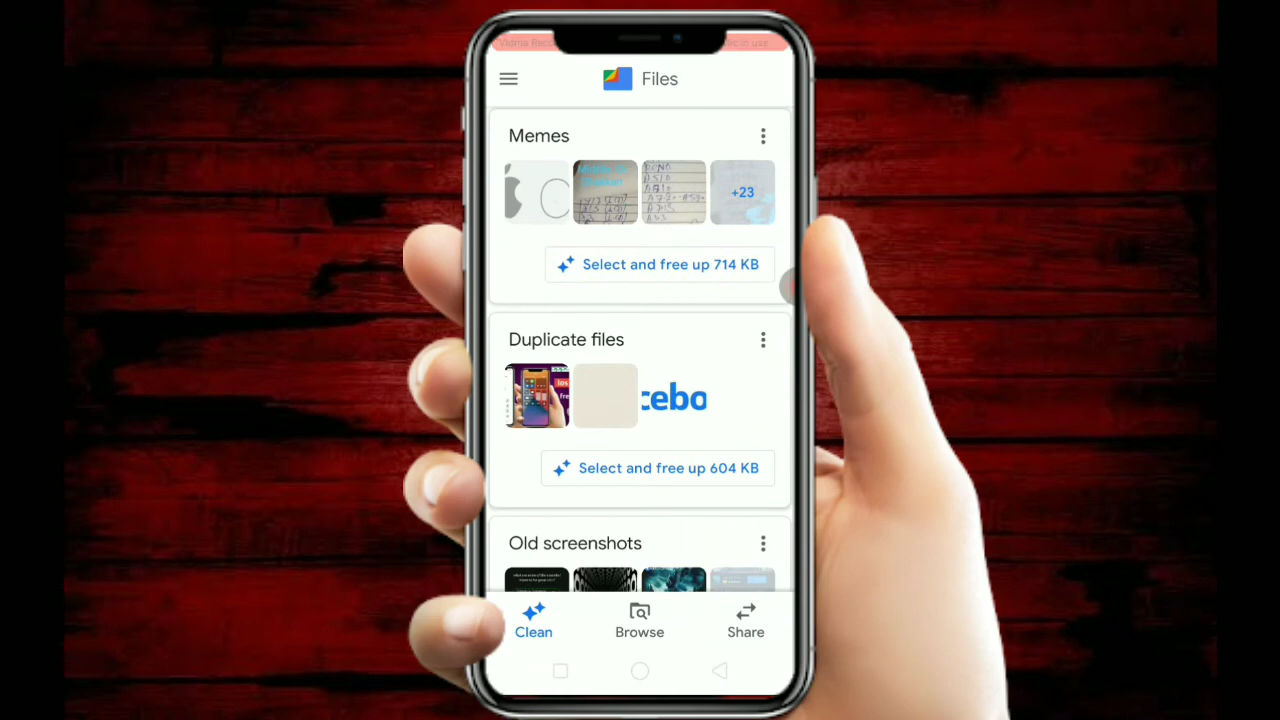 Files
Memes
+23
Select and free up 714 KB
Duplicate files
cebo
Select and free up 604 KB
Old screenshots
Clean
Browse
Share